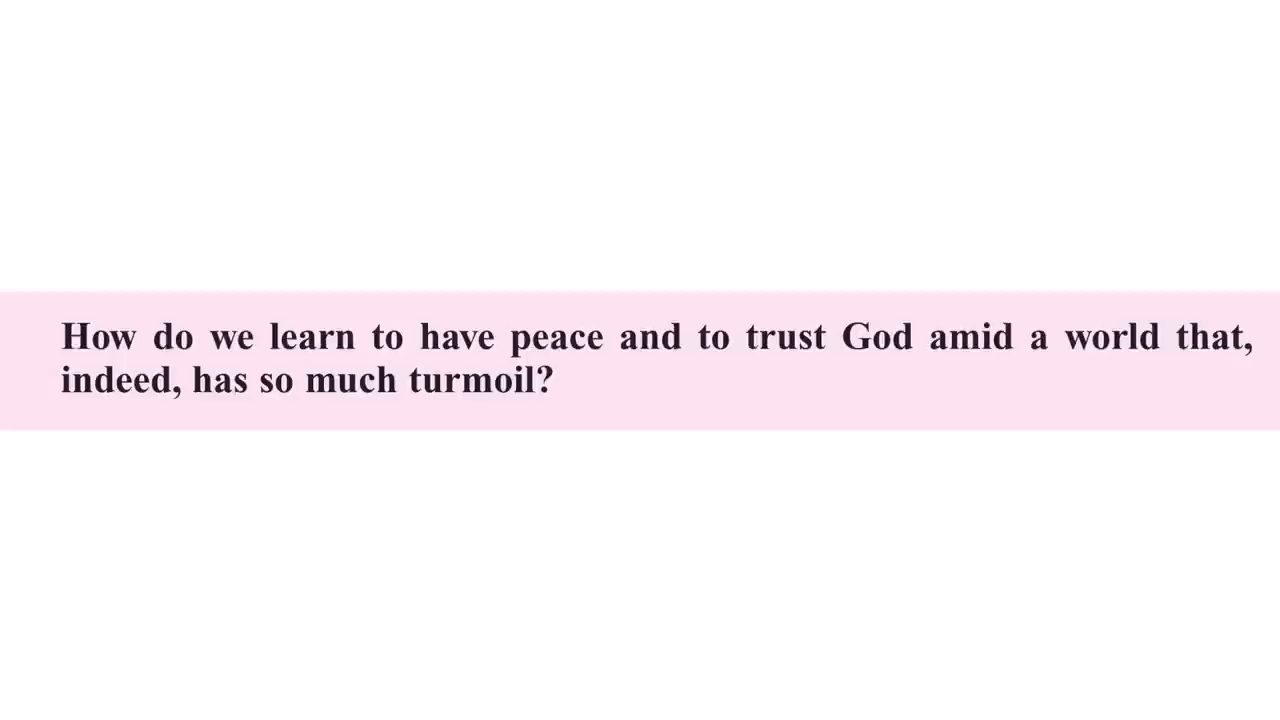 How do we learn to have peace and to trust God amid a world that,
indeed, has so much turmoil?